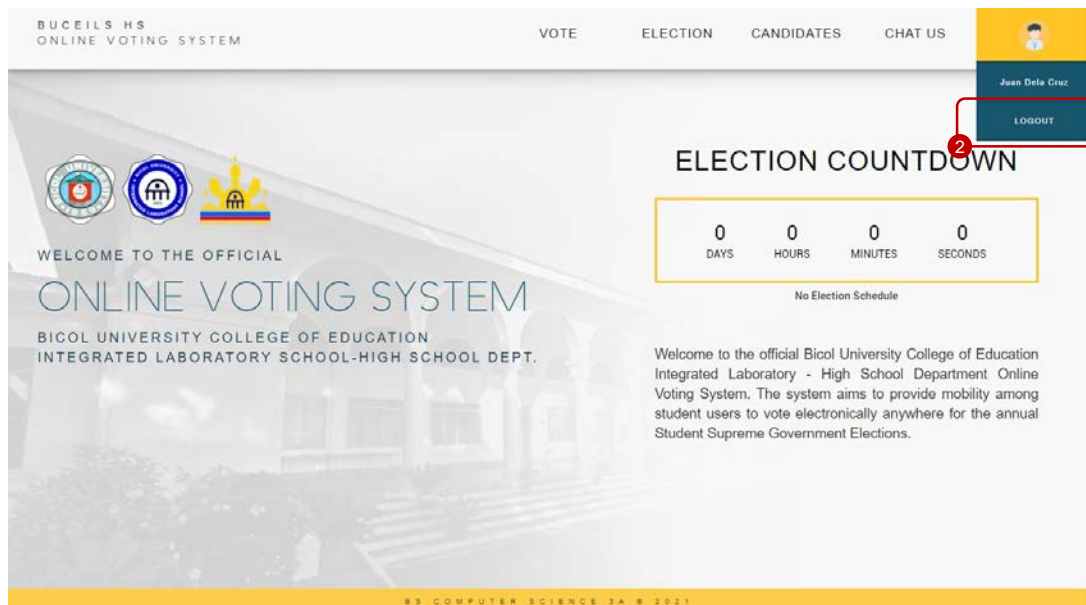 BUCEILS HS
ONLINE VOTING SYSTEM
VOTE
ELECTION
CANDIDATES
CHAT US
Juan Dela Cruz
LOGOUT
2
WELCOME TO THE OFFICIAL
ONLINE VOTING SYSTEM
BICOL UNIVERSITY COLLEGE OF EDUCATION
INTEGRATED LABORATORY SCHOOL-HIGH SCHOOL DEPT.
ELECTION COUNTDOWN
0 0 0 0
DAYS HOURS MINUTES SECONDS
No Election Schedule
Welcome to the official Bicol University College of Education
Integrated Laboratory - High School Department Online
Voting System. The system aims to provide mobility among
student users to vote electronically anywhere for the annual
Student Supreme Government Elections.
BS COMPUTER SCIENCE 3A © 2021